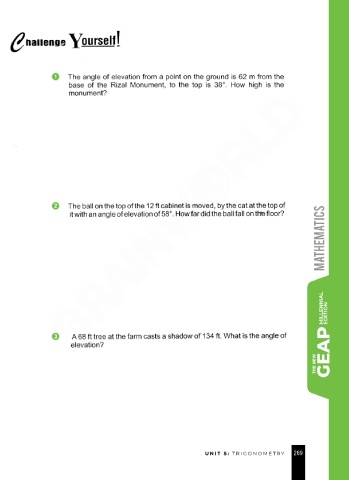 Challenge Yourself!
1 The angle of elevation from a point on the ground is 62 m from the
base of the Rizal Monument, to the top is 38°. How high is the
monument?
2 The ball on the top of the 12 ft cabinet is moved, by the cat at the top of
it with an angle of elevation of 58°. How far did the ball fall on the floor?
3 A 68 ft tree at the farm casts a shadow of 134 ft. What is the angle of
elevation?
MATHEMATICS
THE NEW
GEAP
MILLENNIAL
EDITION
UNIT 5: TRIGONOMETRY 269
BRAINWORLD